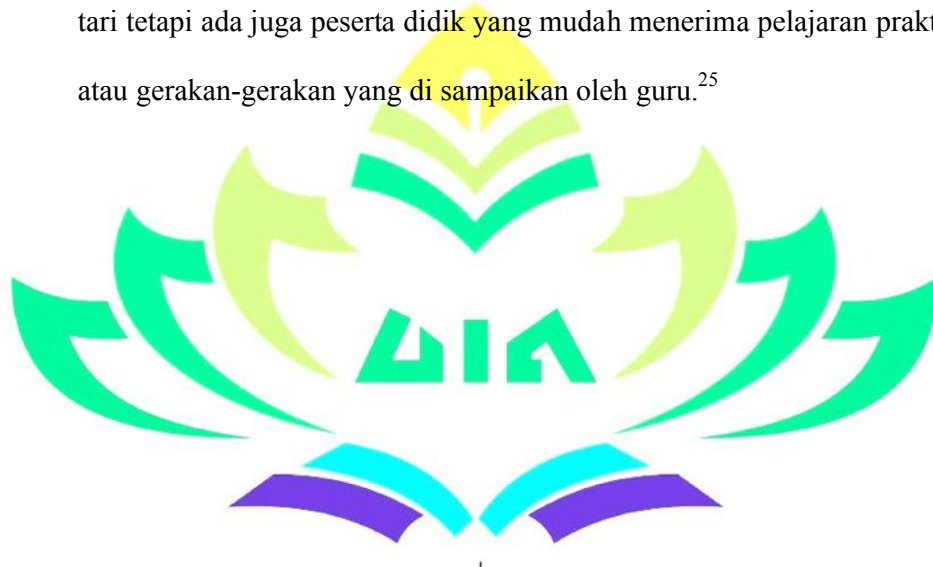 tari tetapi ada juga peserta didik yang mudah menerima pelajaran prakt
atau gerakan-gerakan yang di sampaikan oleh guru.25
UIN